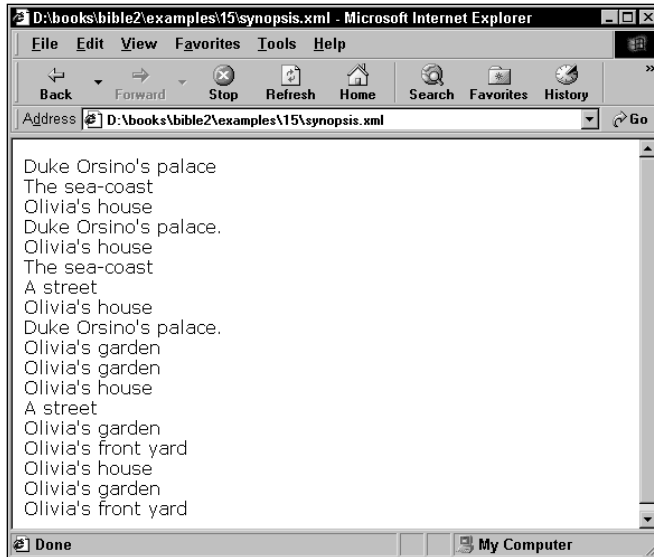 D:\books\bible2\examples\15\synopsis.xml - Microsoft Internet Explorer
File Edit View Favorites Tools Help
Back Forward Stop Refresh Home Search Favorites History »
Address D:\books\bible2\examples\15\synopsis.xml Go
Duke Orsino's palace
The sea-coast
Olivia's house
Duke Orsino's palace.
Olivia's house
The sea-coast
A street
Olivia's house
Duke Orsino's palace.
Olivia's garden
Olivia's garden
Olivia's house
A street
Olivia's garden
Olivia's front yard
Olivia's house
Olivia's garden
Olivia's front yard
Done My Computer